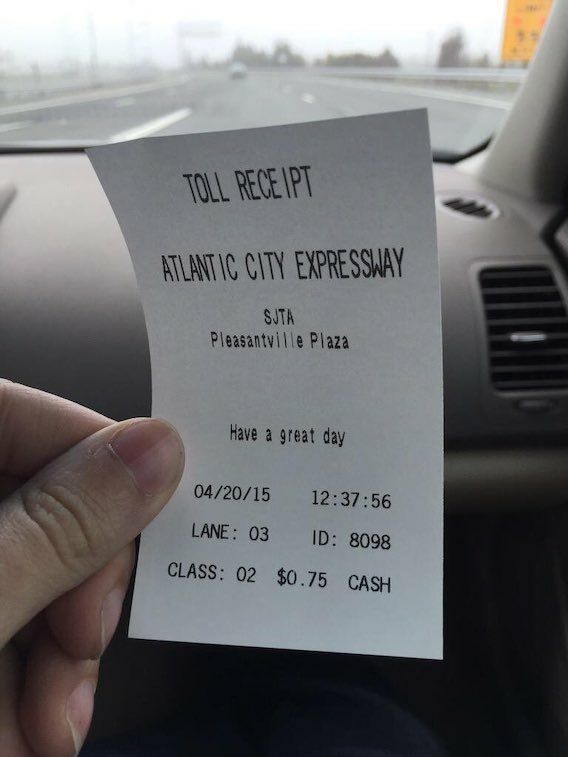 TOLL RECEIPT
ATLANTIC CITY EXPRESSWAY
SJTA
Pleasantville Plaza
Have a great day
04/20/15 12:37:56
LANE: 03 ID: 8098
CLASS: 02 $0.75 CASH